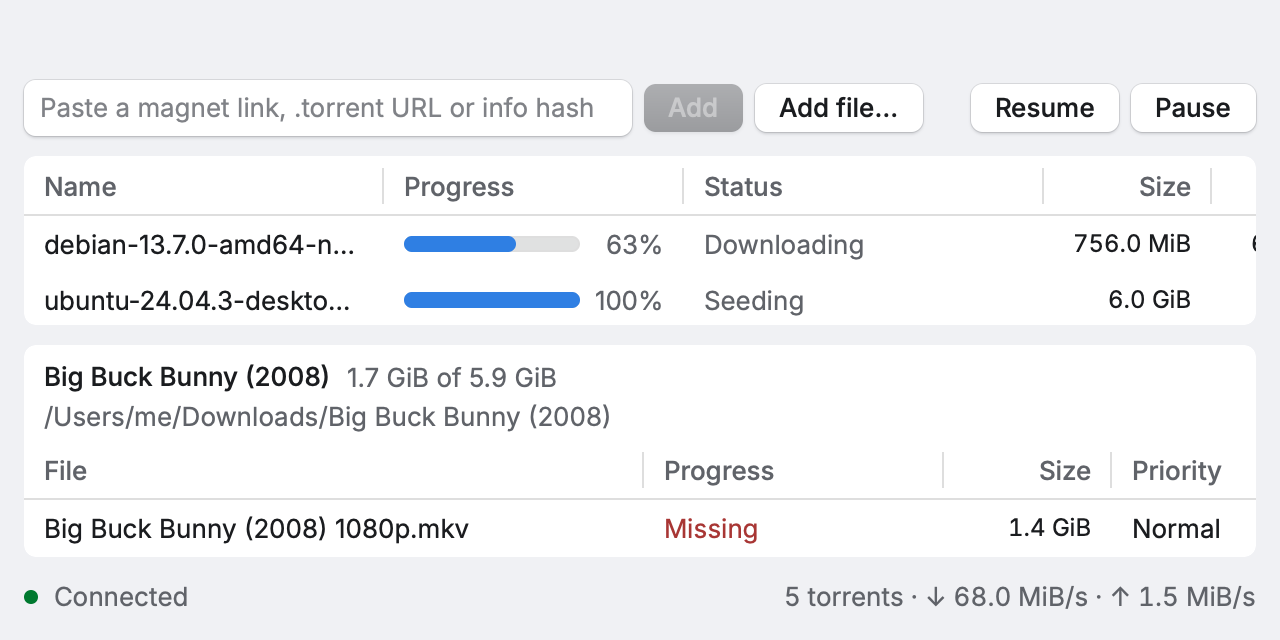 Paste a magnet link, .torrent URL or info hash Add Add file... Resume Pause
Name Progress Status Size
debian-13.7.0-amd64-n... 63% Downloading 756.0 MiB
ubuntu-24.04.3-deskto... 100% Seeding 6.0 GiB
Big Buck Bunny (2008) 1.7 GiB of 5.9 GiB
/Users/me/Downloads/Big Buck Bunny (2008)
File Progress Size Priority
Big Buck Bunny (2008) 1080p.mkv Missing 1.4 GiB Normal
Connected 5 torrents · ↓ 68.0 MiB/s · ↑ 1.5 MiB/s